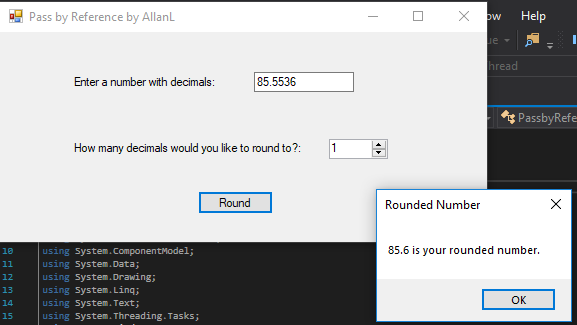 Pass by Reference by AllanL
Help
Enter a number with decimals:
85.5536
hread
PassbyRefe
How many decimals would you like to round to?:
1
Round
Rounded Number
85.6 is your rounded number.
OK
10 using System.ComponentModel;
11 using System.Data;
12 using System.Drawing;
13 using System.Linq;
14 using System.Text;
15 using System.Threading.Tasks;